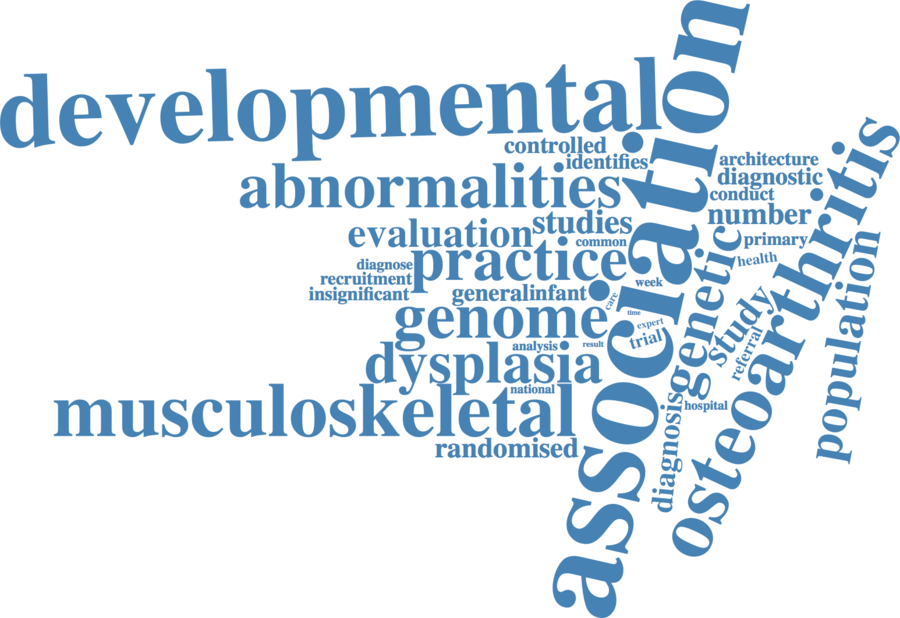 developmental
association
controlled
identifies
architecture
osteoarthritis
abnormalities
diagnostic
conduct
studies
number
evaluation
common
primary
genetic
population
practice
health
diagnose
recruitment
week
insignificant
generalinfant
care
study
genome
time
expert
trial
referral
analysis
result
dysplasia
national
hospital
musculoskeletal
diagnosis
randomised